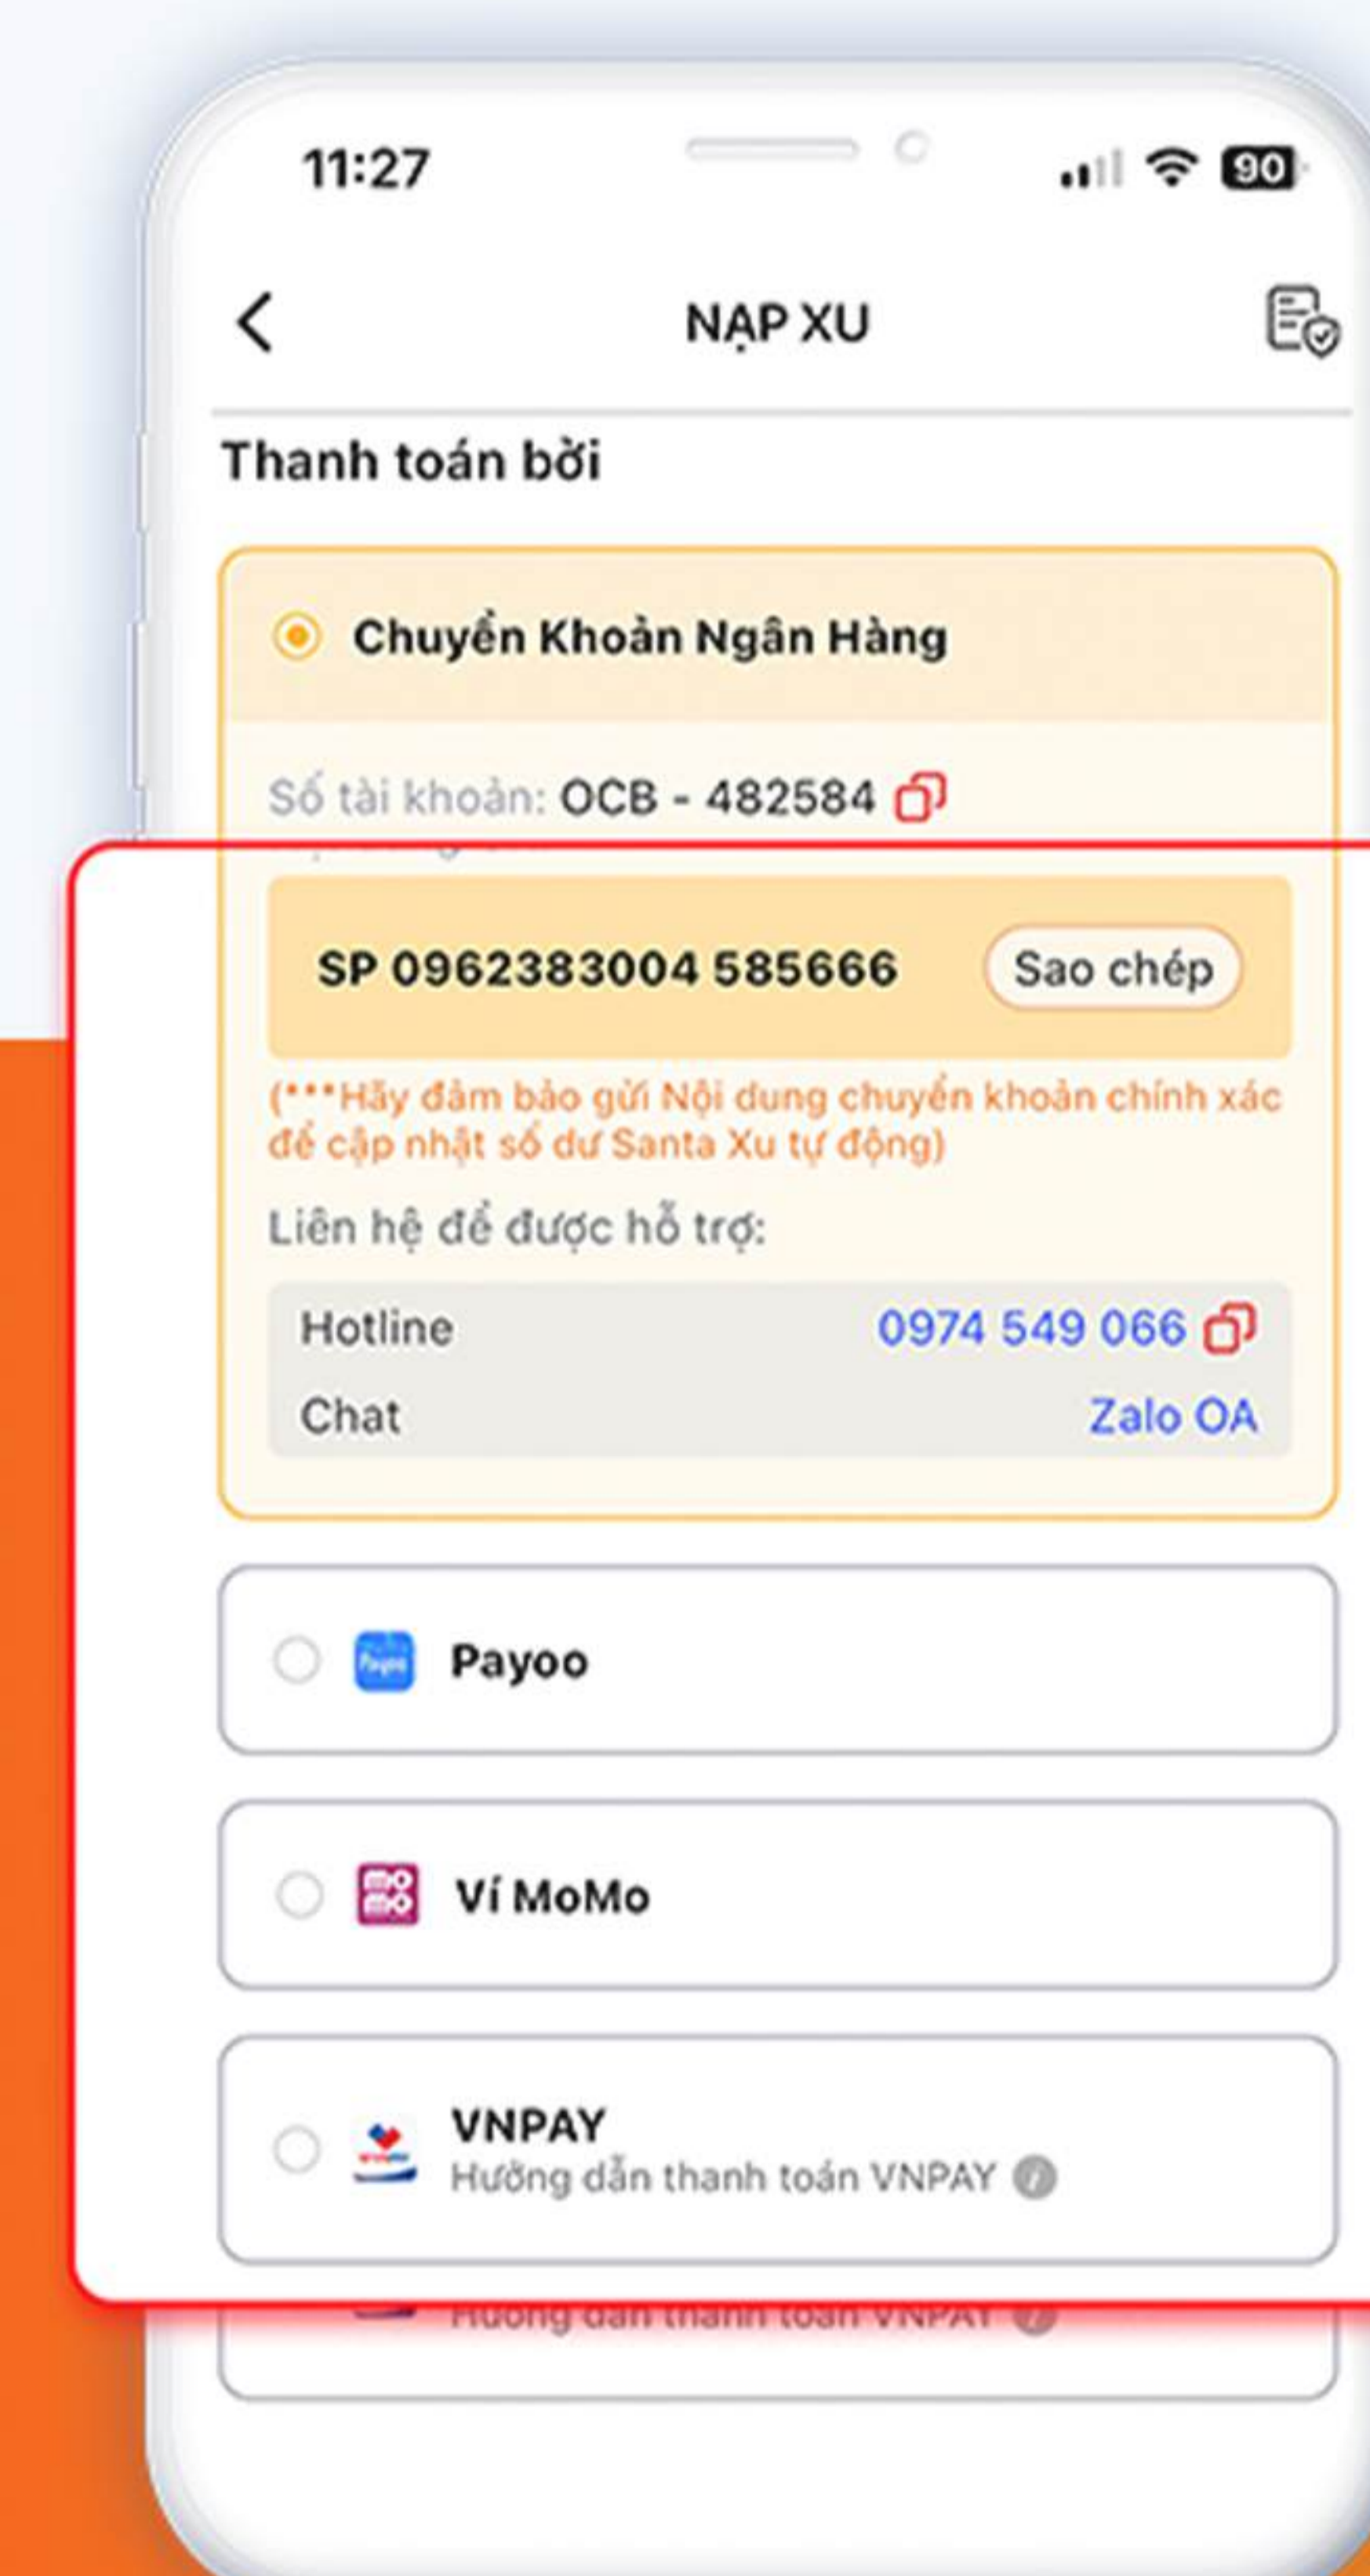 11:27
90
NẠP XU
Thanh toán bởi
Chuyển Khoản Ngân Hàng
Số tài khoản: OCB - 482584
SP 0962383004 585666
Sao chép
(***Hãy đảm bảo gửi Nội dung chuyển khoản chính xác
để cập nhật số dư Santa Xu tự động)
Liên hệ để được hỗ trợ:
Hotline
0974 549 066
Chat
Zalo OA
Payoo
Payoo
mo
mo
Ví MoMo
VNPAY
Hướng dẫn thanh toán VNPAY
Hướng dẫn thanh toán VNPAY